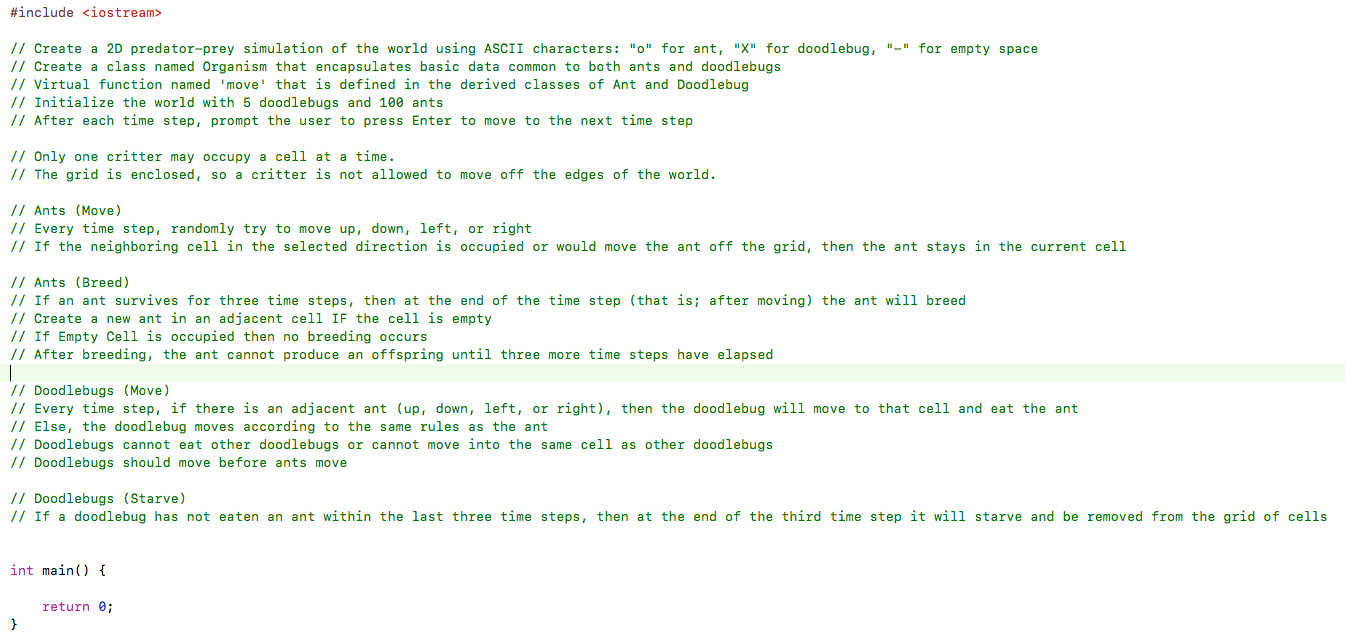 #include <iostream>
// Create a 2D predator-prey simulation of the world using ASCII characters: "o" for ant, "X" for doodlebug, "-" for empty space
// Create a class named Organism that encapsulates basic data common to both ants and doodlebugs
// Virtual function named 'move' that is defined in the derived classes of Ant and Doodlebug
// Initialize the world with 5 doodlebugs and 100 ants
// After each time step, prompt the user to press Enter to move to the next time step
// Only one critter may occupy a cell at a time.
// The grid is enclosed, so a critter is not allowed to move off the edges of the world.
// Ants (Move)
// Every time step, randomly try to move up, down, left, or right
// If the neighboring cell in the selected direction is occupied or would move the ant off the grid, then the ant stays in the current cell
// Ants (Breed)
// If an ant survives for three time steps, then at the end of the time step (that is; after moving) the ant will breed
// Create a new ant in an adjacent cell IF the cell is empty
// If Empty Cell is occupied then no breeding occurs
// After breeding, the ant cannot produce an offspring until three more time steps have elapsed
// Doodlebugs (Move)
// Every time step, if there is an adjacent ant (up, down, left, or right), then the doodlebug will move to that cell and eat the ant
// Else, the doodlebug moves according to the same rules as the ant
// Doodlebugs cannot eat other doodlebugs or cannot move into the same cell as other doodlebugs
// Doodlebugs should move before ants move
// Doodlebugs (Starve)
// If a doodlebug has not eaten an ant within the last three time steps, then at the end of the third time step it will starve and be removed from the grid of cells
int main() {
    return 0;
}